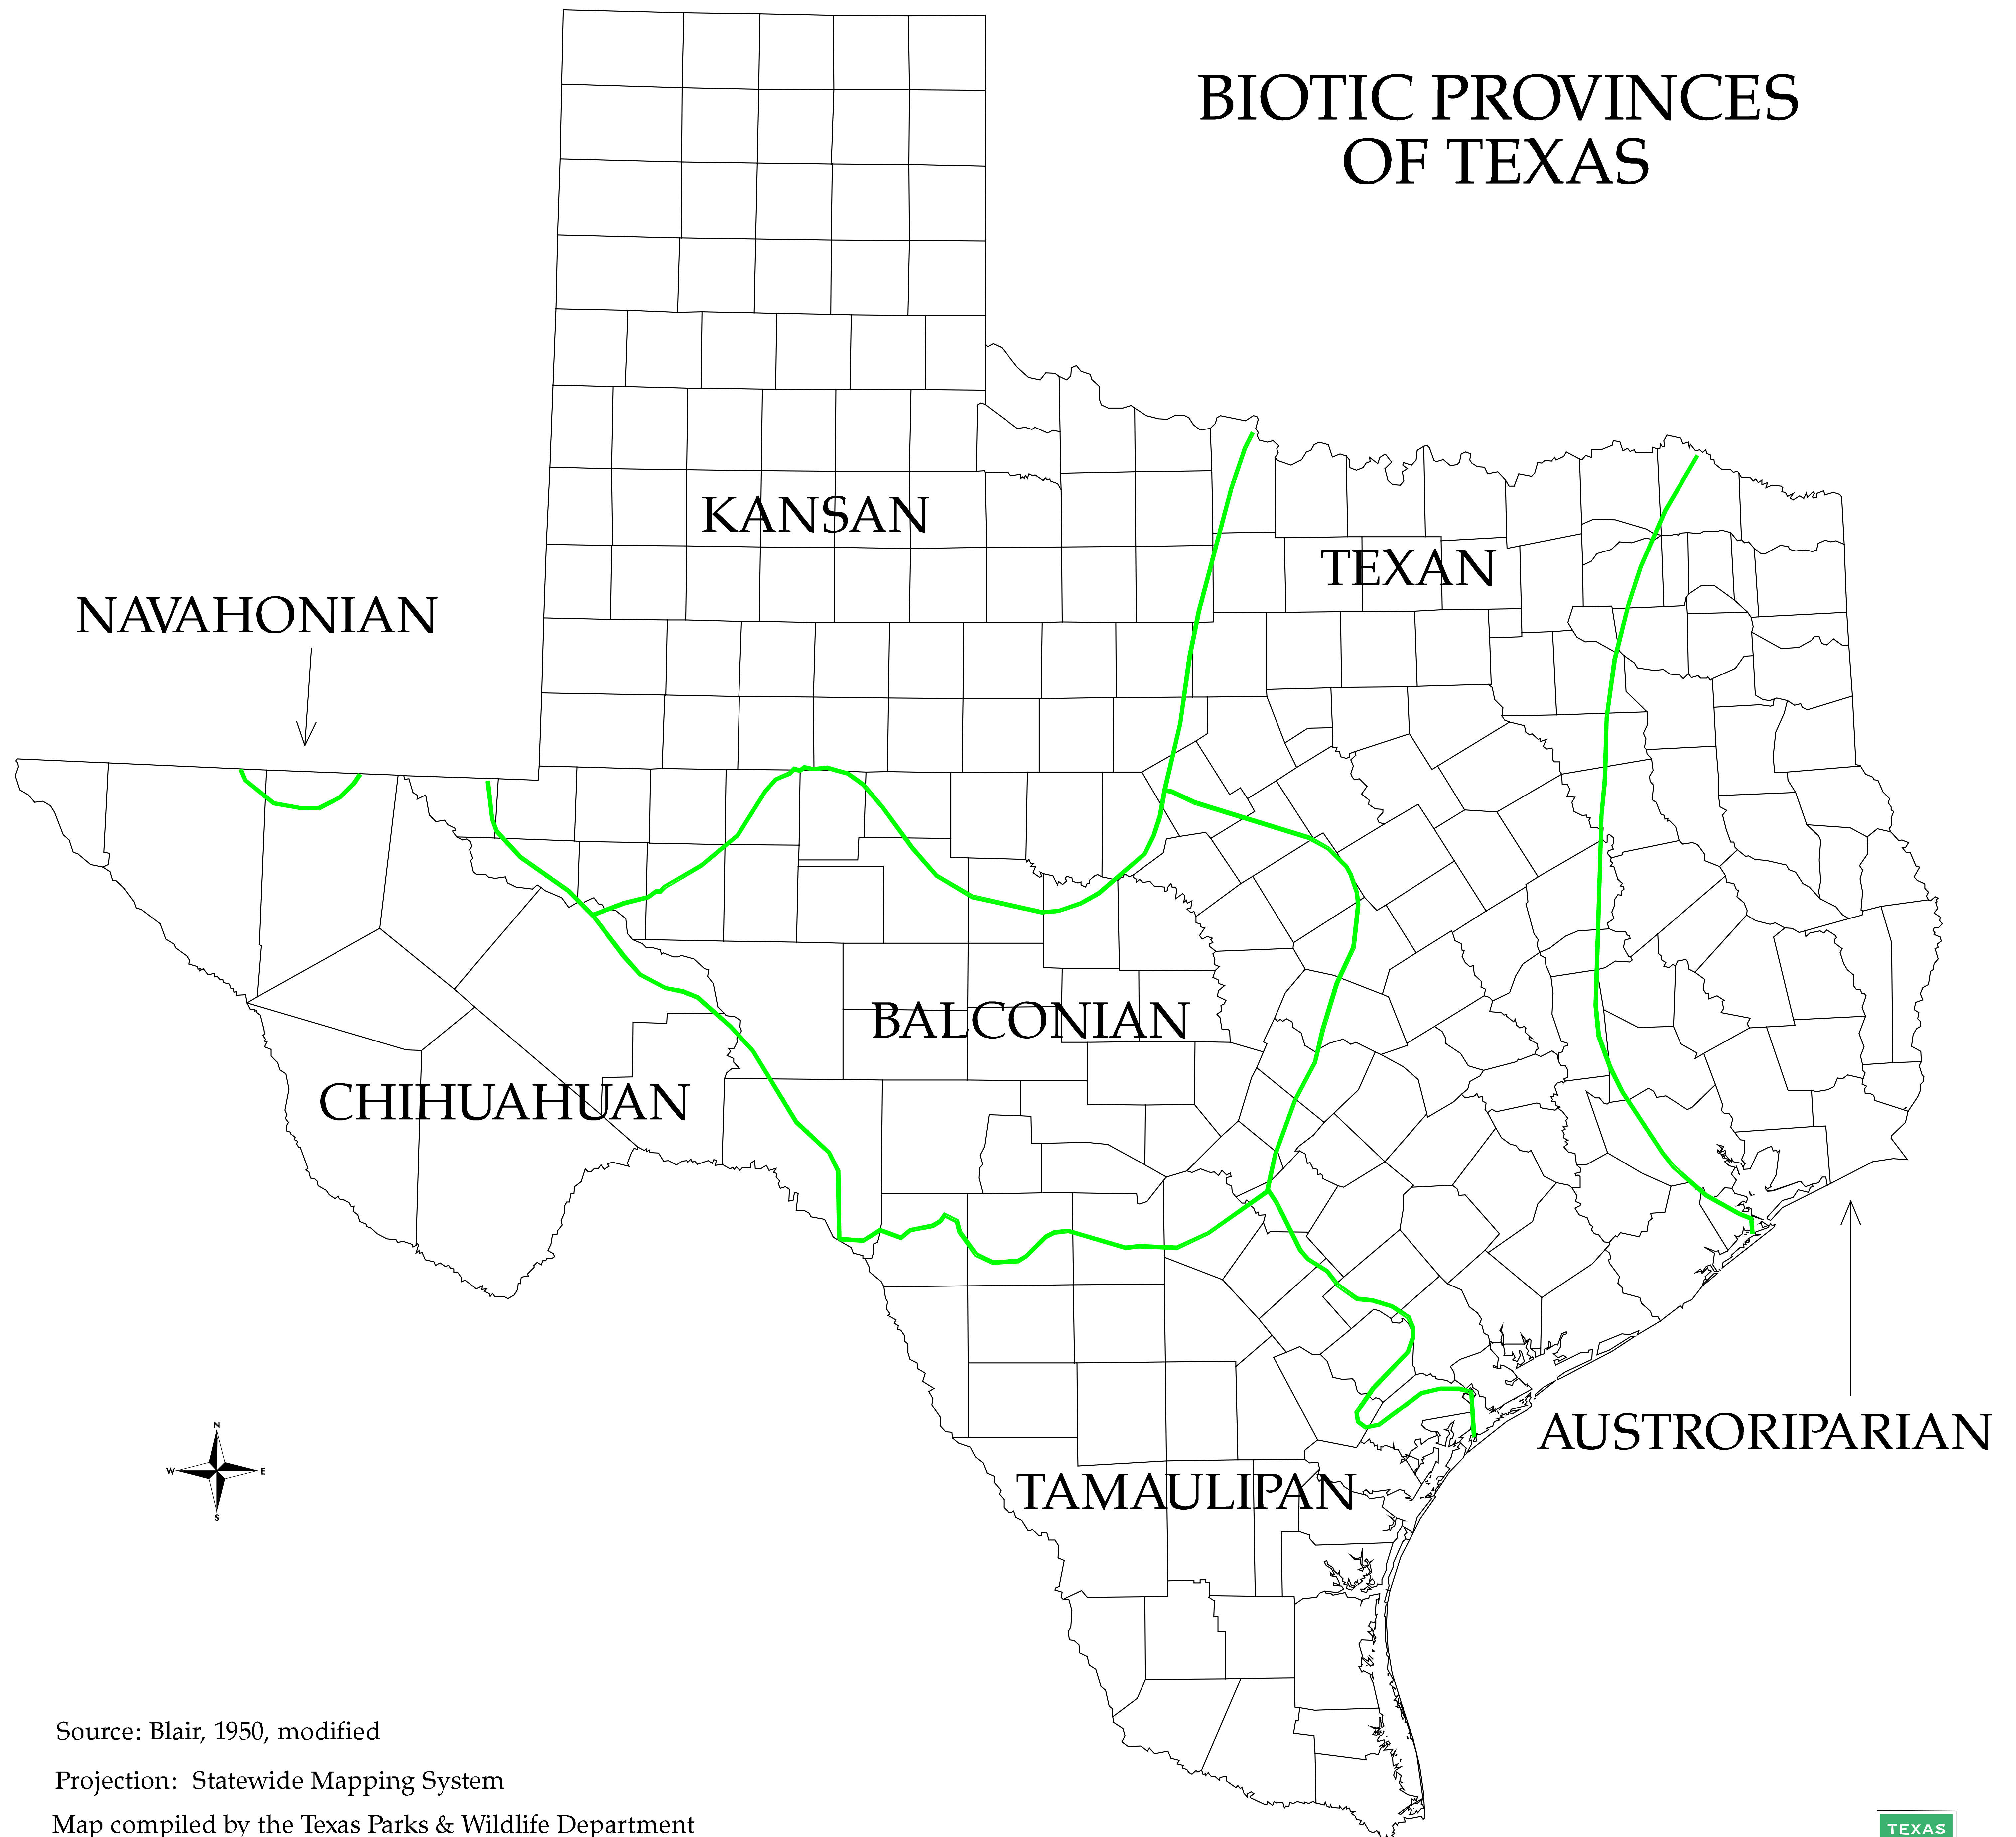 BIOTIC PROVINCES
OF TEXAS
KANSAN
TEXAN
NAVAHONIAN
BALCONIAN
CHIHUAHUAN
AUSTRORIPARIAN
TAMAULIPAN
N
W E
S
Source: Blair, 1950, modified
Projection: Statewide Mapping System
Map compiled by the Texas Parks & Wildlife Department
TEXAS